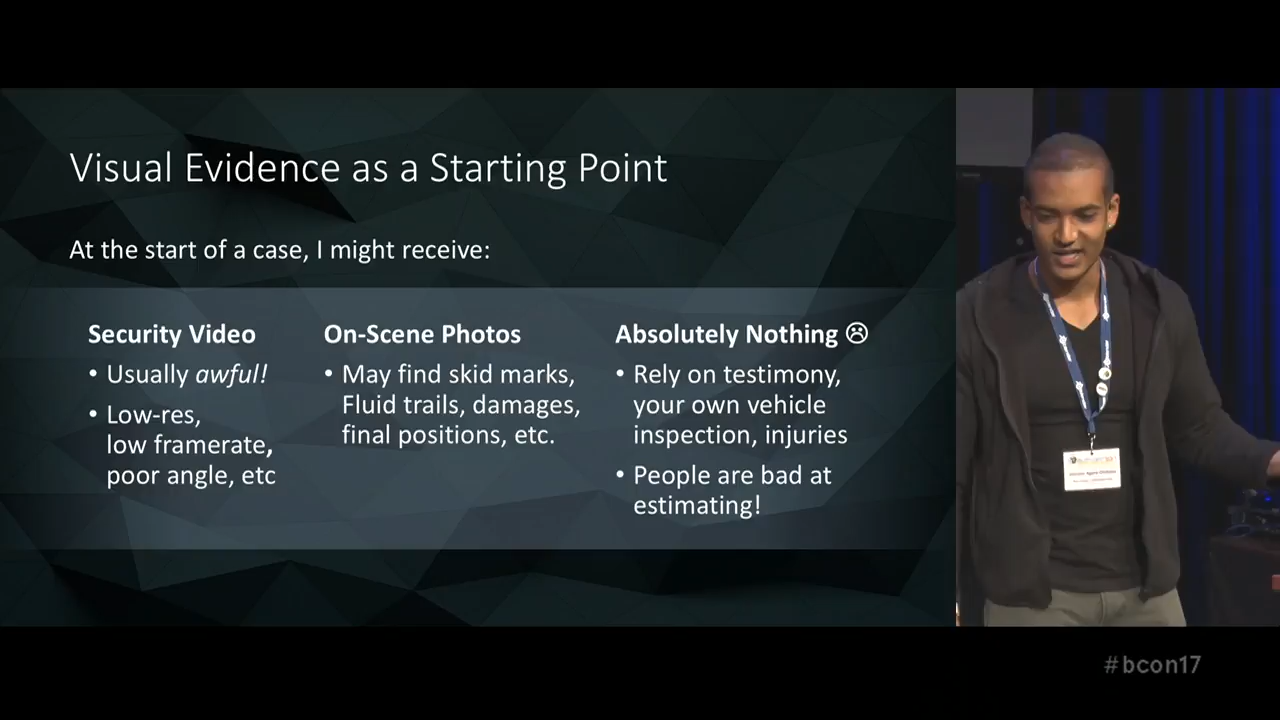 Visual Evidence as a Starting Point
At the start of a case, I might receive:
Security Video
• Usually awful!
• Low-res,
low framerate,
poor angle, etc
On-Scene Photos
• May find skid marks,
Fluid trails, damages,
final positions, etc.
Absolutely Nothing ☹
• Rely on testimony,
your own vehicle
inspection, injuries
• People are bad at
estimating!
#bcon17